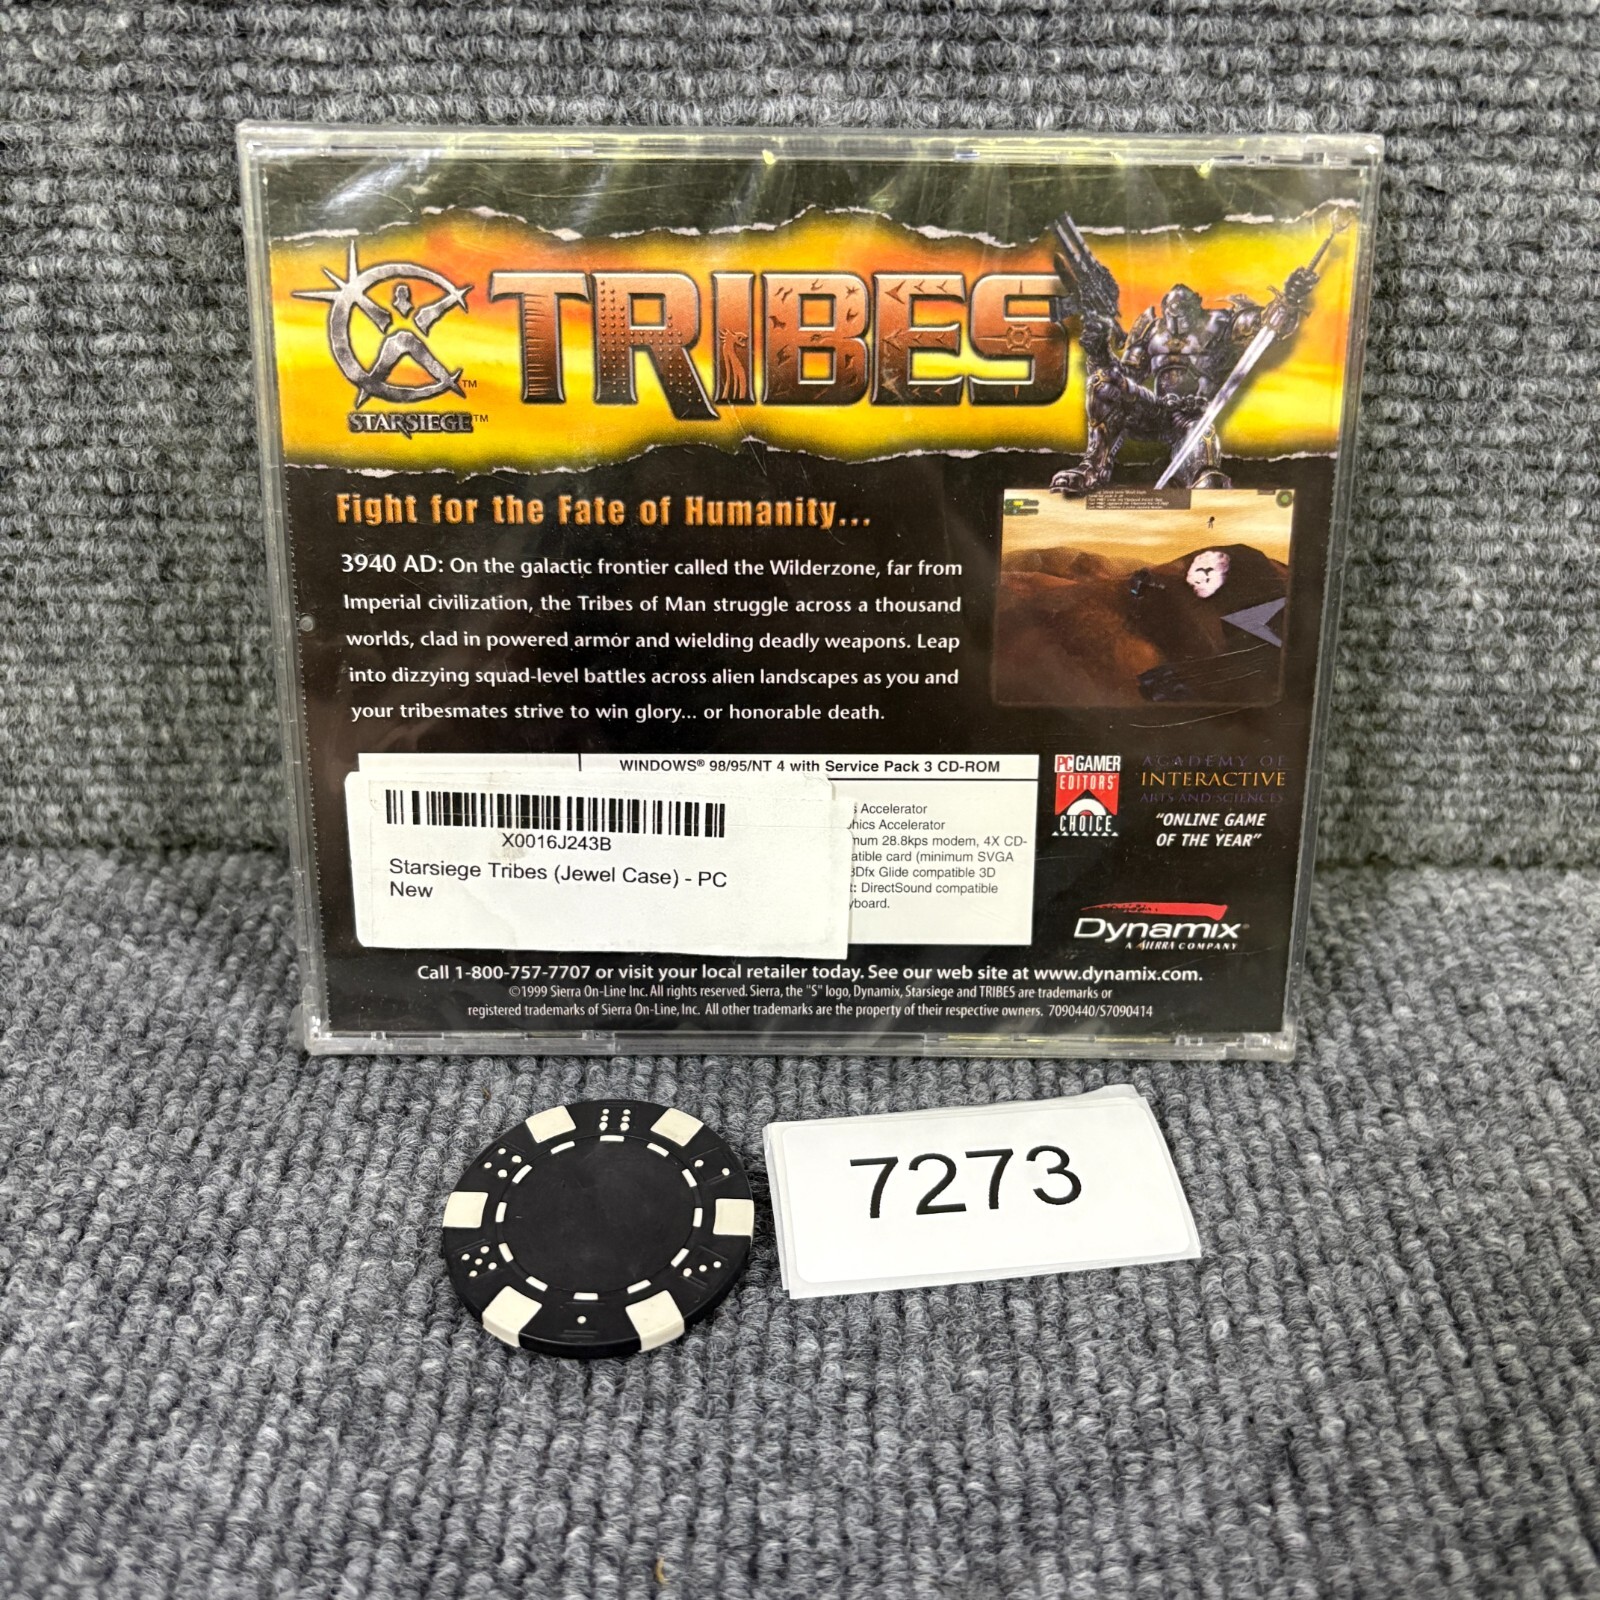 TRIBES
™
STARSIEGE™
Fight for the Fate of Humanity...
3940 AD: On the galactic frontier called the Wilderzone, far from
Imperial civilization, the Tribes of Man struggle across a thousand
worlds, clad in powered armor and wielding deadly weapons. Leap
into dizzying squad-level battles across alien landscapes as you and
your tribesmates strive to win glory... or honorable death.
WINDOWS® 98/95/NT 4 with Service Pack 3 CD-ROM
Accelerator
Accelerator
28.8kps modem, 4X CD-
card (minimum SVGA
3Dfx Glide compatible 3D
DirectSound compatible
X0016J243B
Starsiege Tribes (Jewel Case) - PC
New
PC GAMER
EDITORS'
CHOICE
ACADEMY OF
INTERACTIVE
ARTS AND SCIENCES
"ONLINE GAME
OF THE YEAR"
Dynamix®
A SIERRA COMPANY
Call 1-800-757-7707 or visit your local retailer today. See our web site at www.dynamix.com.
©1999 Sierra On-Line Inc. All rights reserved. Sierra, the "S" logo, Dynamix, Starsiege and TRIBES are trademarks or
registered trademarks of Sierra On-Line, Inc. All other trademarks are the property of their respective owners. 7090440/S7090414
7273